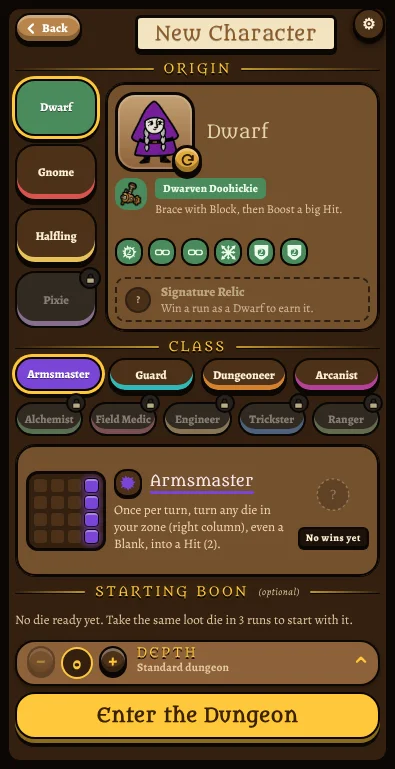 Back
New Character
ORIGIN
Dwarf
Gnome
Halfling
Pixie
Dwarf
Dwarven Doohickie
Brace with Block, then Boost a big Hit.
2
2
2
?
Signature Relic
Win a run as a Dwarf to earn it.
CLASS
Armsmaster
Guard
Dungeoneer
Arcanist
Alchemist
Field Medic
Engineer
Trickster
Ranger
Armsmaster
Once per turn, turn any die in
your zone (right column), even a
Blank, into a Hit (2).
?
No wins yet
STARTING BOON (optional)
No die ready yet. Take the same loot die in 3 runs to start with it.
− 0 +
DEPTH
Standard dungeon
Enter the Dungeon